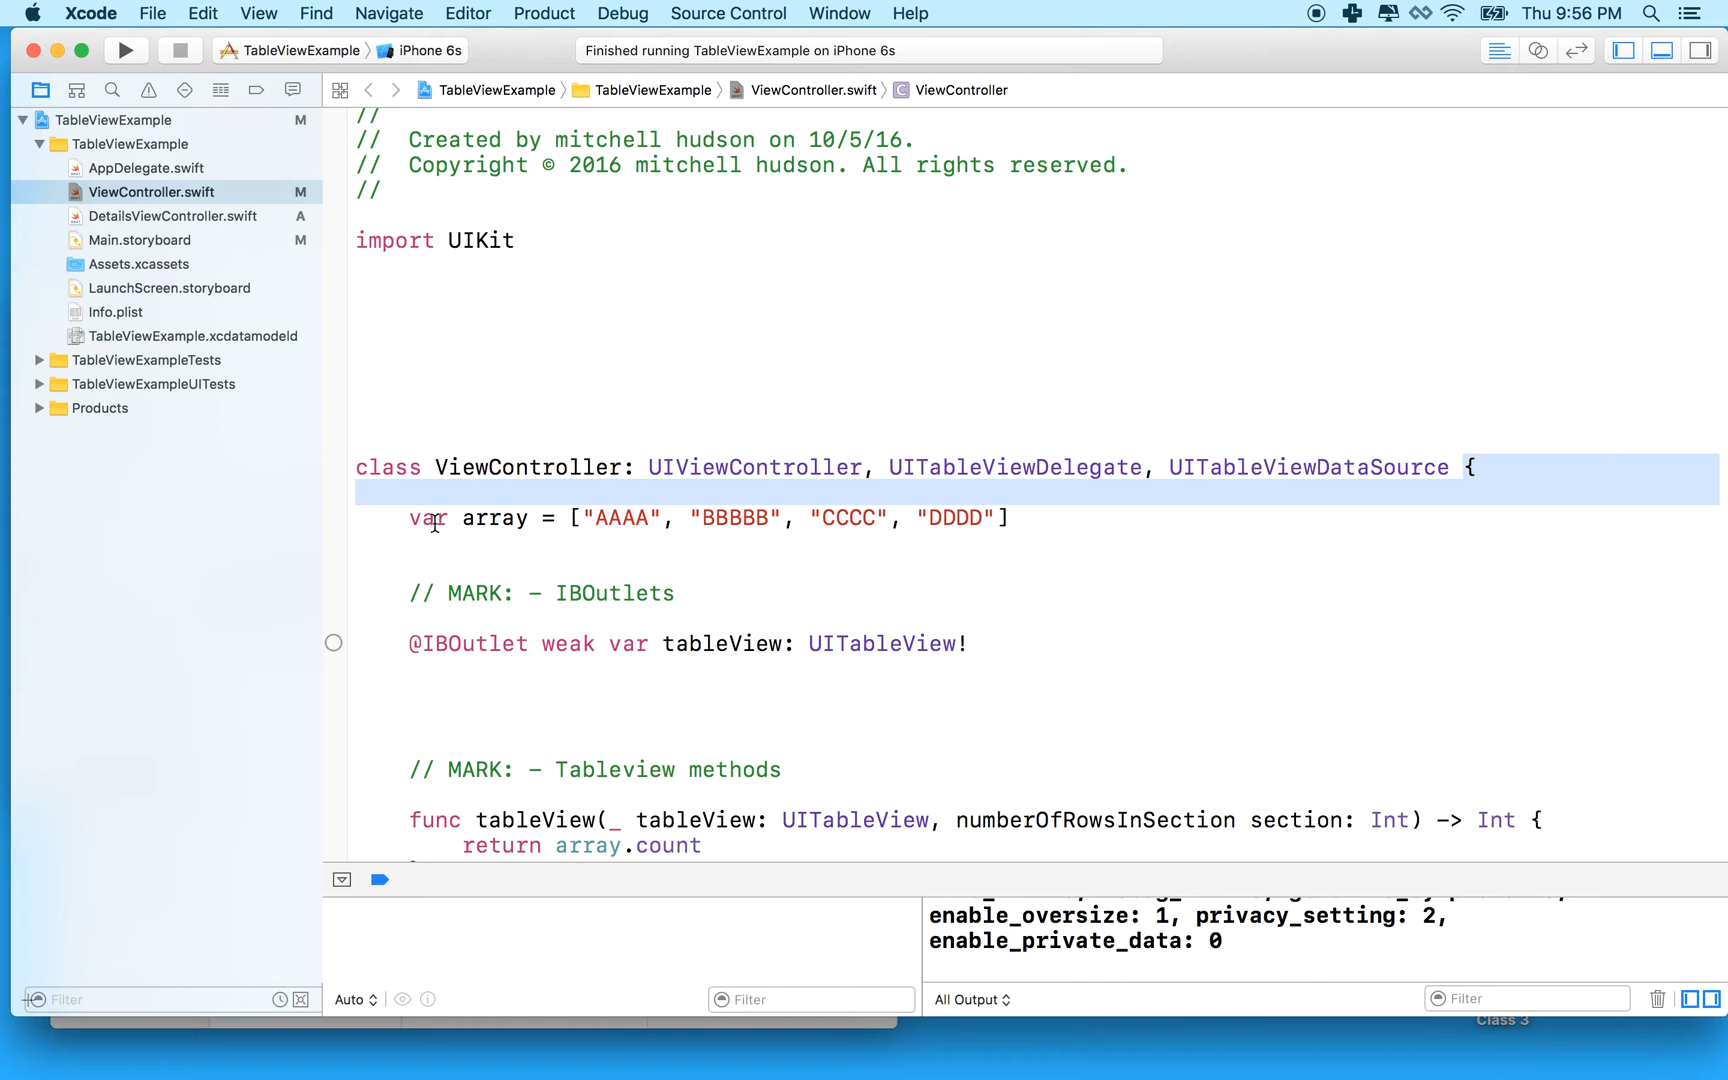 Xcode File Edit View Find Navigate Editor Product Debug Source Control Window Help Thu 9:56 PM
TableViewExample iPhone 6s Finished running TableViewExample on iPhone 6s
TableViewExample TableViewExample ViewController.swift C ViewController
TableViewExample M
TableViewExample
AppDelegate.swift
ViewController.swift M
DetailsViewController.swift A
Main.storyboard M
Assets.xcassets
LaunchScreen.storyboard
Info.plist
TableViewExample.xcdatamodeld
TableViewExampleTests
TableViewExampleUITests
Products
//
// Created by mitchell hudson on 10/5/16.
// Copyright © 2016 mitchell hudson. All rights reserved.
//
import UIKit
class ViewController: UIViewController, UITableViewDelegate, UITableViewDataSource {
var array = ["AAAA", "BBBBB", "CCCC", "DDDD"]
// MARK: - IBOutlets
@IBOutlet weak var tableView: UITableView!
// MARK: - Tableview methods
func tableView(_ tableView: UITableView, numberOfRowsInSection section: Int) -> Int {
return array.count
enable_oversize: 1, privacy_setting: 2,
enable_private_data: 0
Filter Auto Filter All Output Filter
Class 3